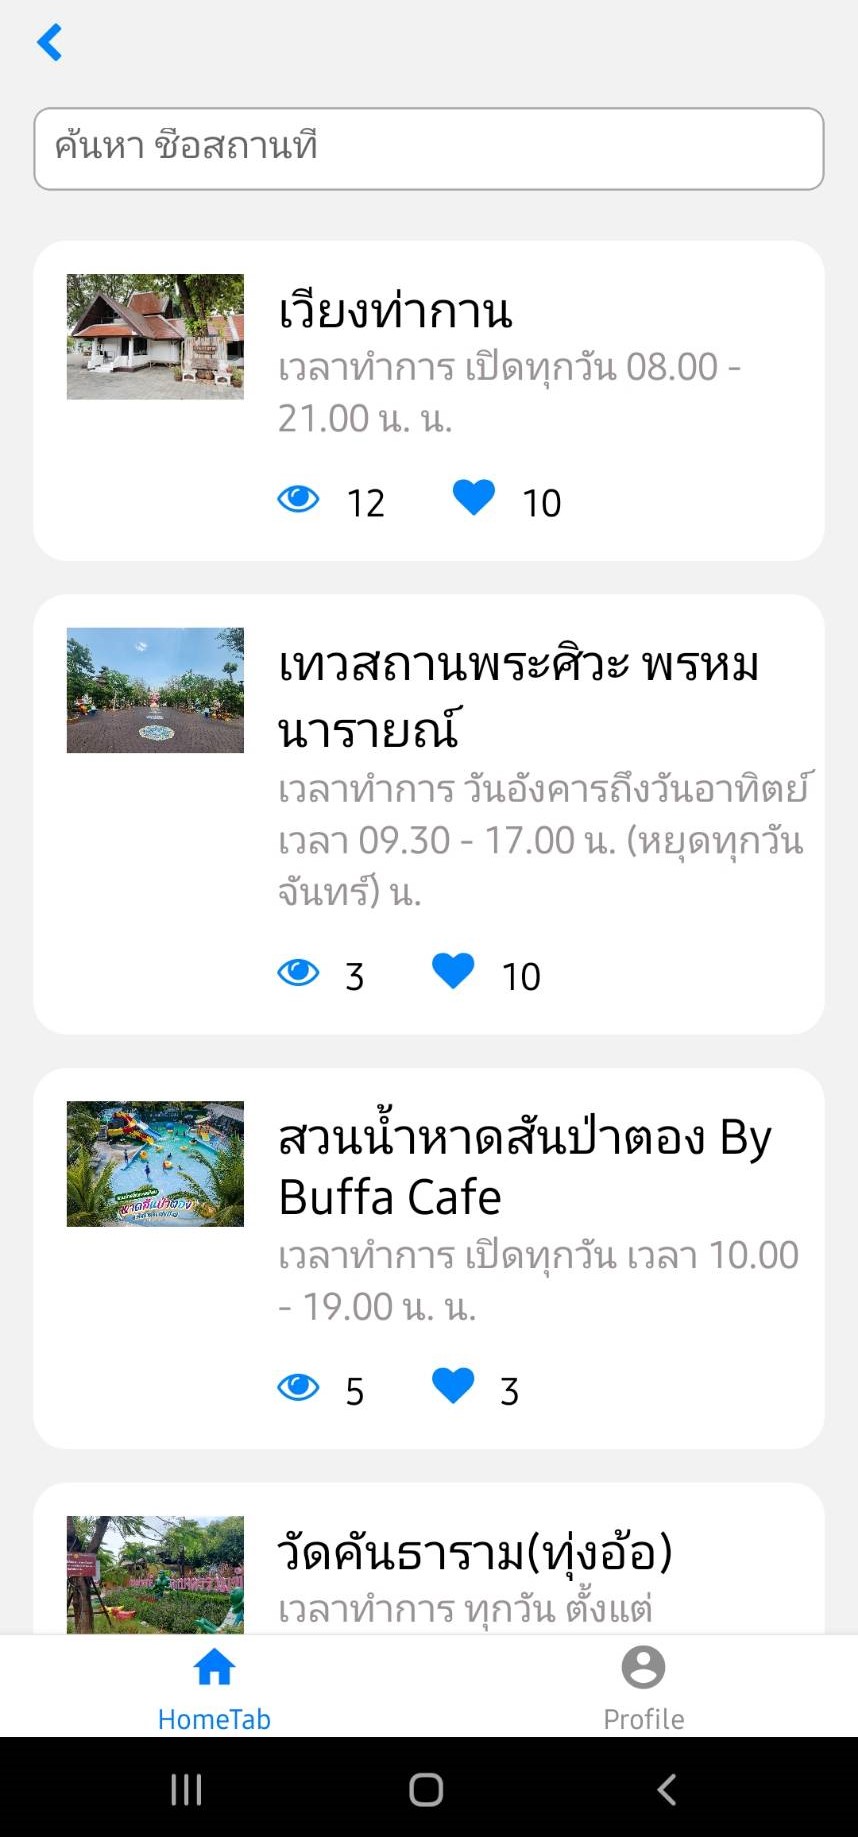 ค้นหา ชื่อสถานที่
เวียงท่ากาน
เวลาทำการ เปิดทุกวัน 08.00 -
21.00 น. น.
12 10
เทวสถานพระศิวะ พรหม
นารายณ์
เวลาทำการ วันอังคารถึงวันอาทิตย์
เวลา 09.30 - 17.00 น. (หยุดทุกวัน
จันทร์) น.
3 10
สวนน้ำหาดสันป่าตอง By
Buffa Cafe
เวลาทำการ เปิดทุกวัน เวลา 10.00
- 19.00 น. น.
5 3
วัดคันธาราม(ทุ่งอ้อ)
เวลาทำการ ทุกวัน ตั้งแต่
HomeTab
Profile